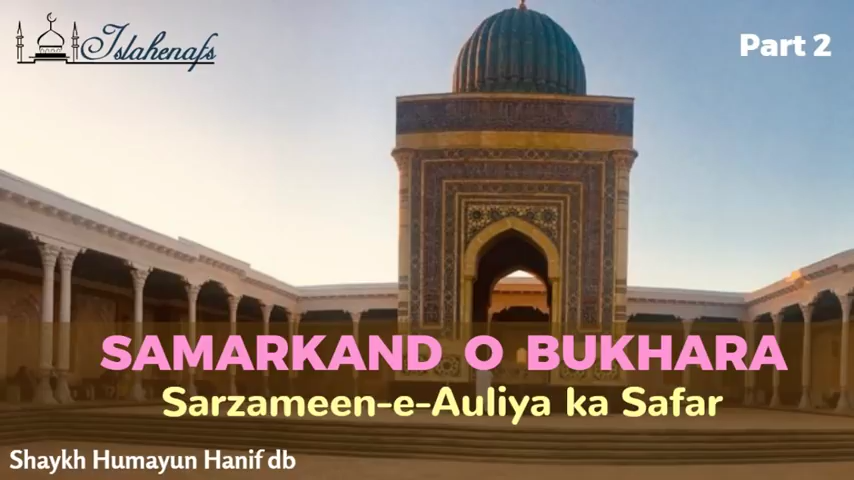 Islahenafs
Part 2
SAMARKAND O BUKHARA
Sarzameen-e-Auliya ka Safar
Shaykh Humayun Hanif db